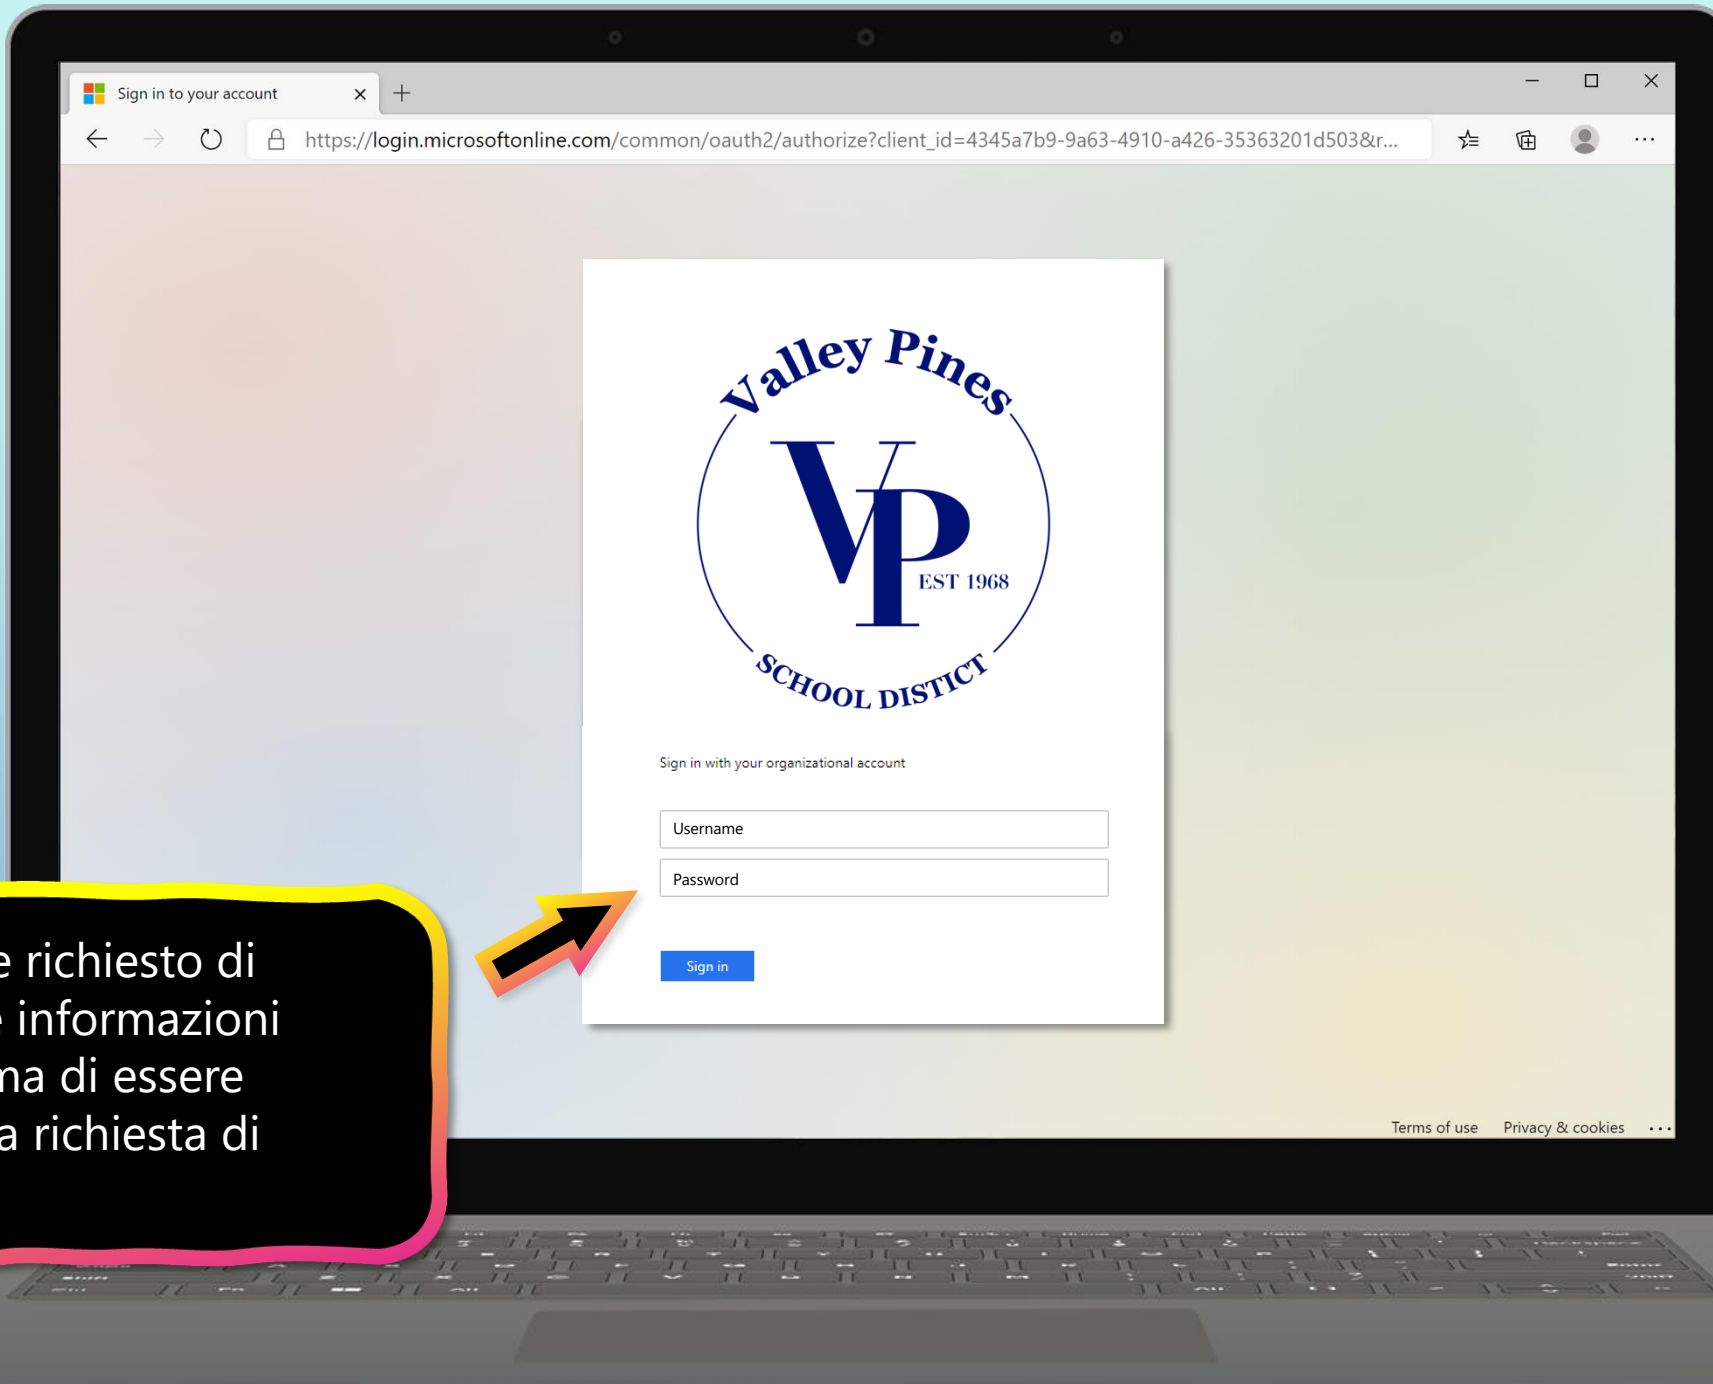 Sign in to your account
https://login.microsoftonline.com/common/oauth2/authorize?client_id=4345a7b9-9a63-4910-a426-35363201d503&r...
Valley Pines
VP
EST 1968
SCHOOL DISTICT
Sign in with your organizational account
Username
Password
Sign in
e richiesto di
e informazioni
ma di essere
a richiesta di
Terms of use Privacy & cookies ...